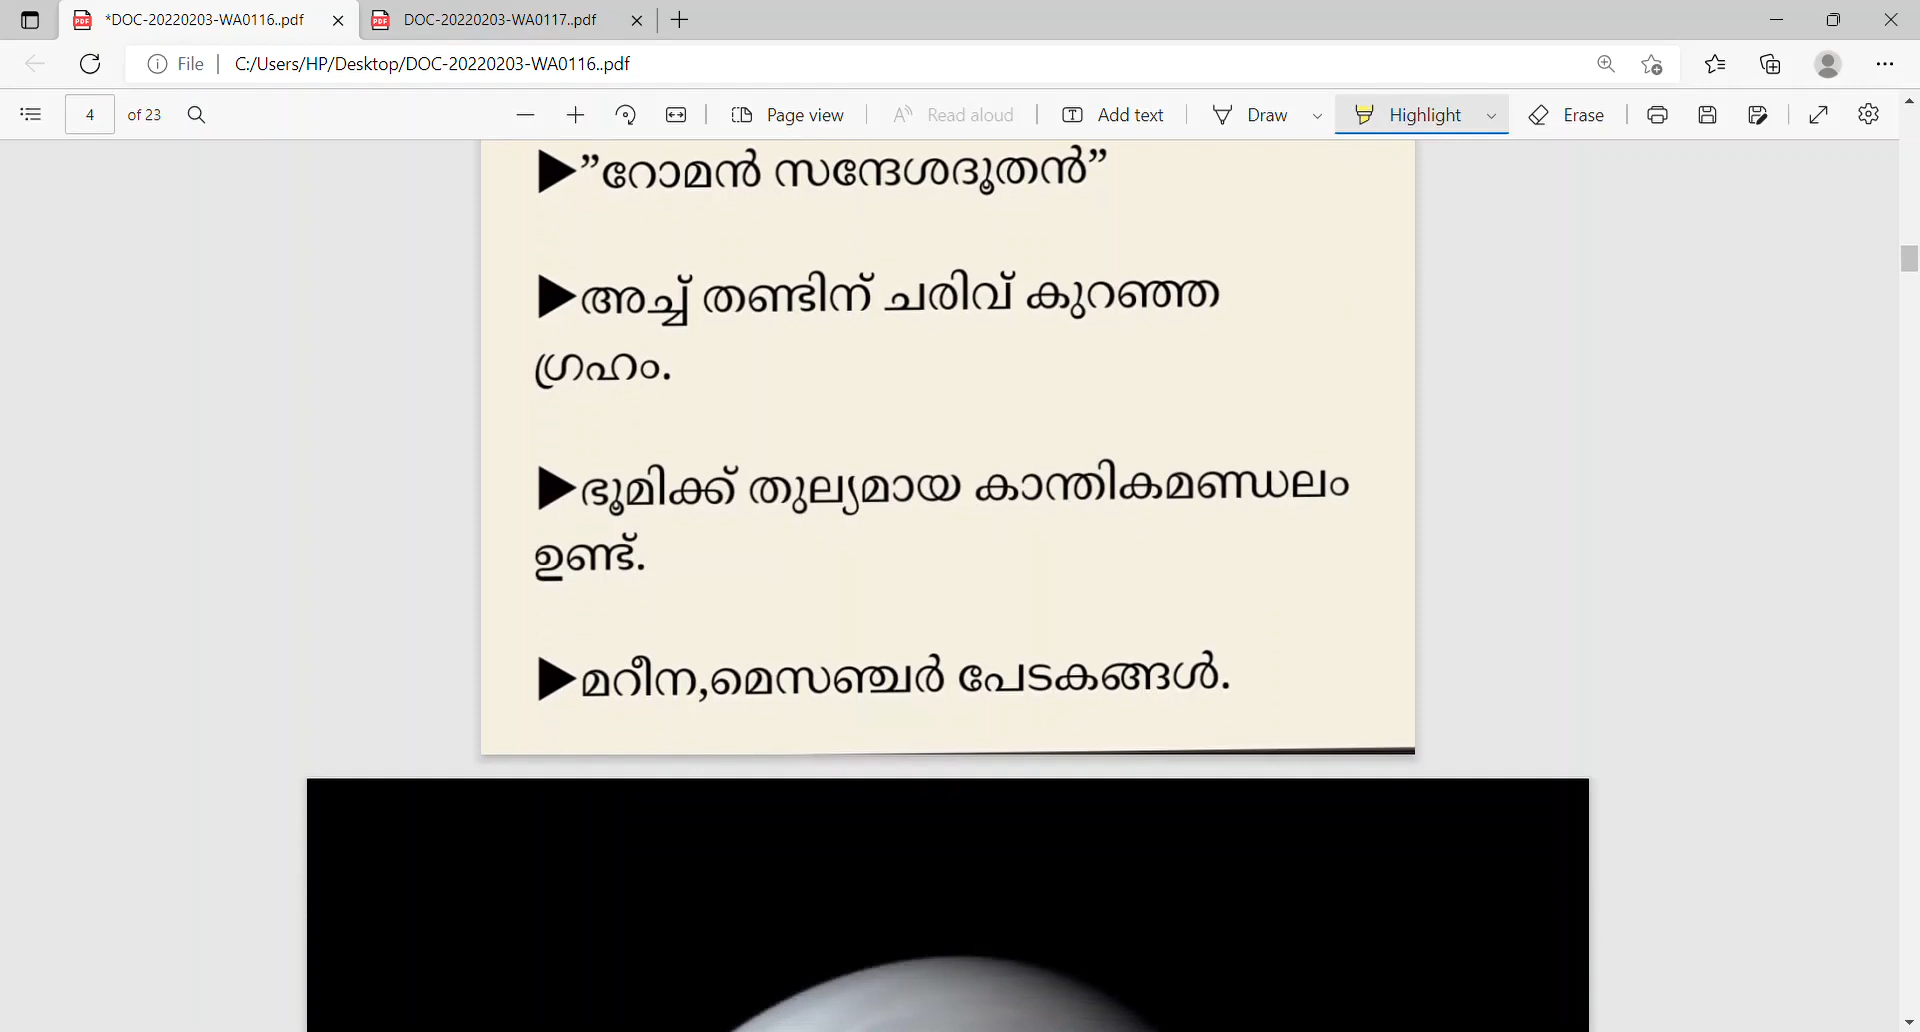 *DOC-20220203-WA0116..pdf
DOC-20220203-WA0117..pdf
File
C:/Users/HP/Desktop/DOC-20220203-WA0116..pdf
4 of 23
Page view
Read aloud
Add text
Draw
Highlight
Erase
▶”റോമൻ സന്ദേശദൂതൻ”
▶അച്ച് തണ്ടിന് ചരിവ് കുറഞ്ഞ
ഗ്രഹം.
▶ഭൂമിക്ക് തുല്യമായ കാന്തികമണ്ഡലം
ഉണ്ട്.
▶മറീന,മെസഞ്ചർ പേടകങ്ങൾ.